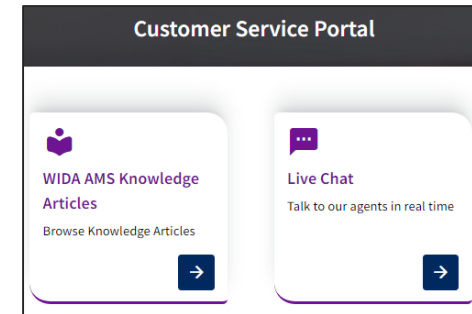 Customer Service Portal
WIDA AMS Knowledge
Articles
Browse Knowledge Articles
Live Chat
Talk to our agents in real time